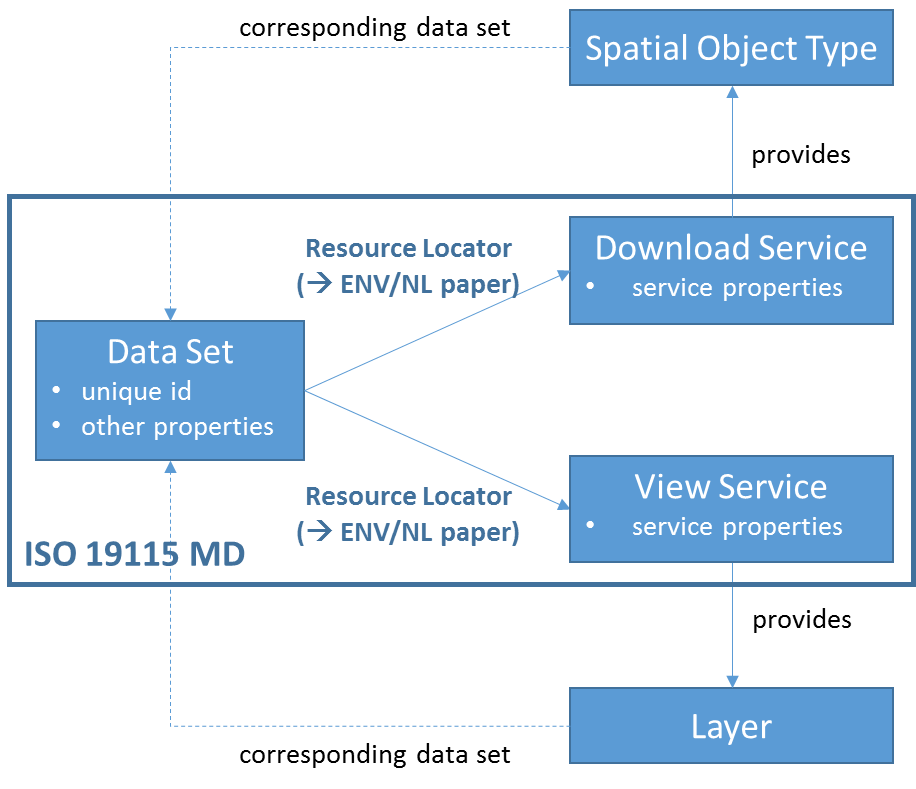 corresponding data set
Spatial Object Type
provides
Resource Locator
(→ ENV/NL paper)
Download Service
• service properties
Data Set
• unique id
• other properties
Resource Locator
(→ ENV/NL paper)
View Service
• service properties
ISO 19115 MD
provides
Layer
corresponding data set